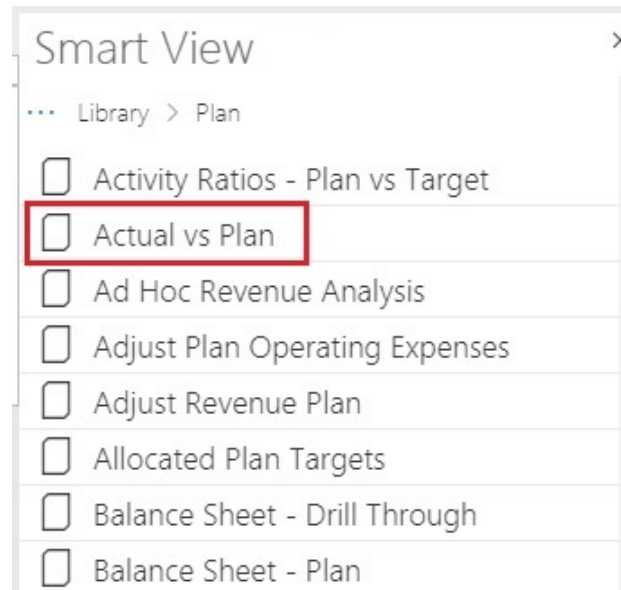 Smart View
... Library > Plan
Activity Ratios - Plan vs Target
Actual vs Plan
Ad Hoc Revenue Analysis
Adjust Plan Operating Expenses
Adjust Revenue Plan
Allocated Plan Targets
Balance Sheet - Drill Through
Balance Sheet - Plan